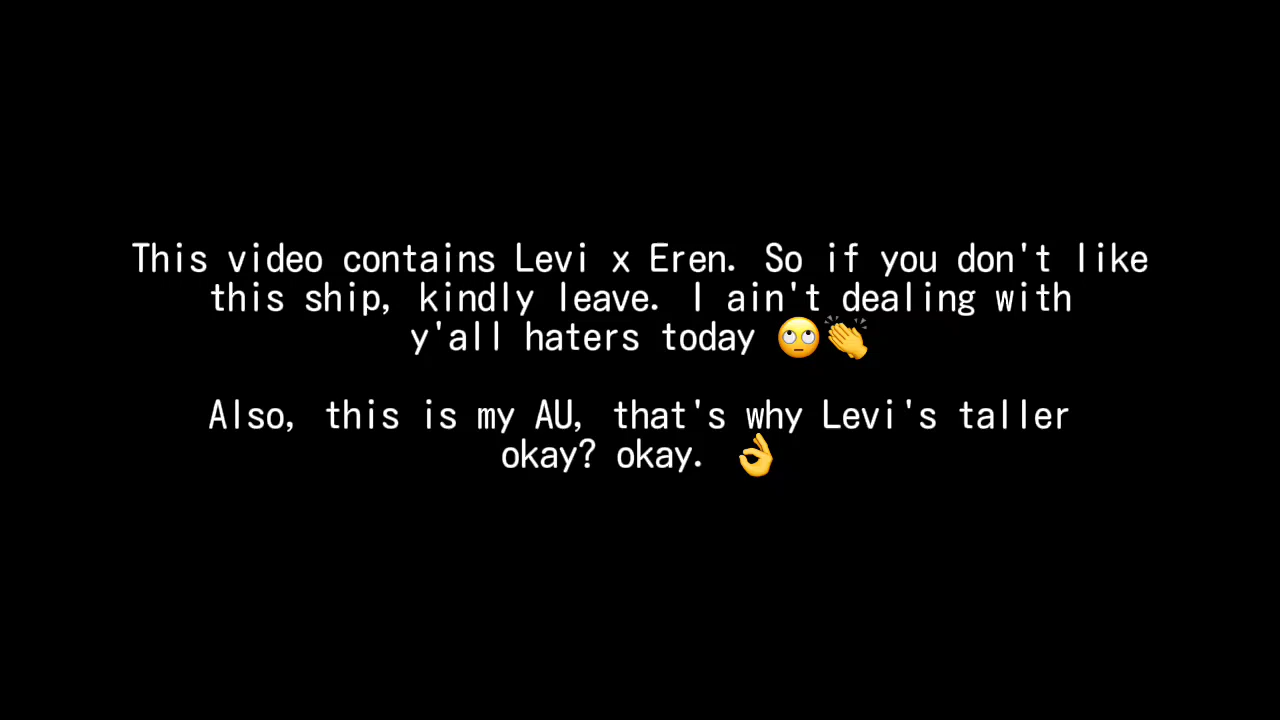 This video contains Levi x Eren. So if you don't like
this ship, kindly leave. I ain't dealing with
y'all haters today 🙄👏
Also, this is my AU, that's why Levi's taller
okay? okay. 👌